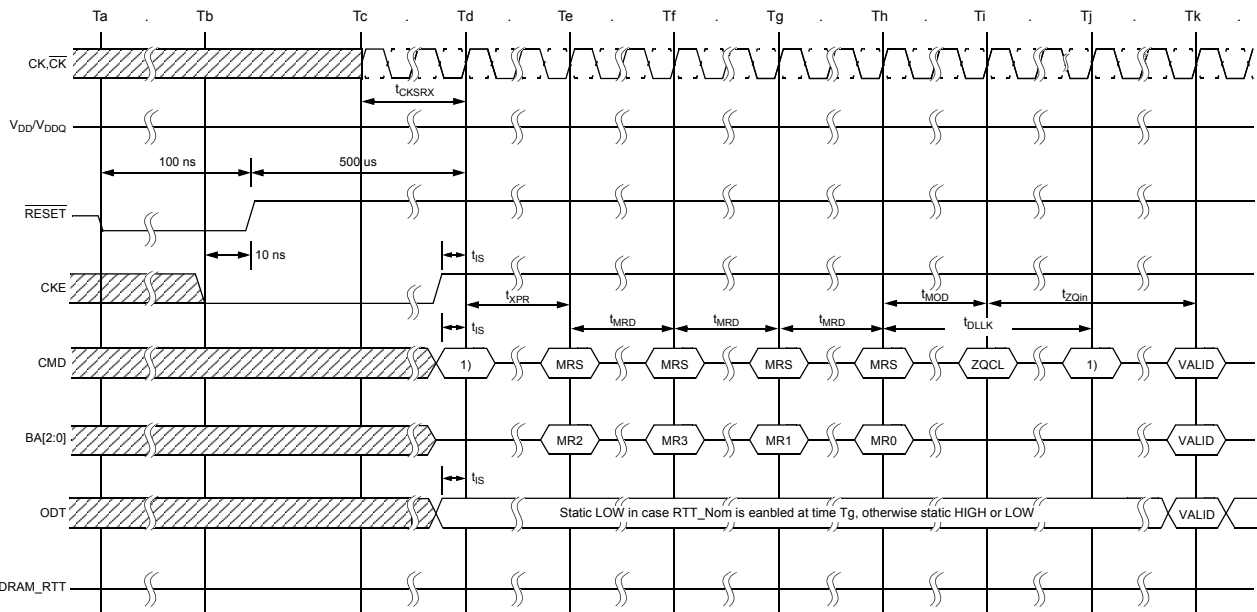 Ta . Tb Tc . Td . Te . Tf . Tg . Th . Ti . Tj . Tk .
CK,CK
tCKSRX
VDD/VDDQ
100 ns 500 us
RESET
10 ns tIS
CKE
tXPR tMOD tZQin
tMRD tMRD tMRD tDLLK
tIS
CMD 1) MRS MRS MRS MRS ZQCL 1) VALID
BA[2:0] MR2 MR3 MR1 MR0 VALID
tIS
ODT Static LOW in case RTT_Nom is eanbled at time Tg, otherwise static HIGH or LOW VALID
DRAM_RTT